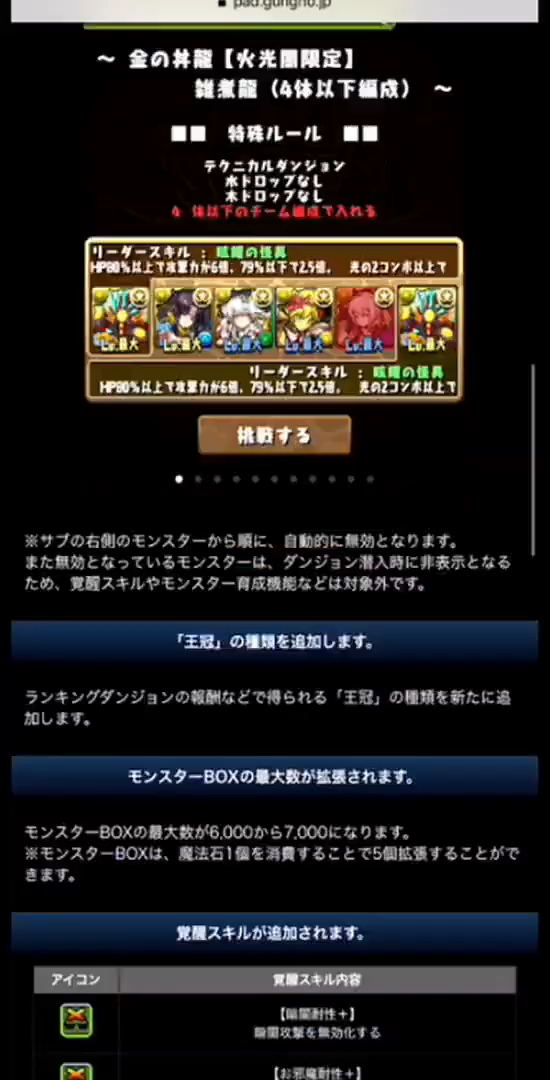 pad.gungho.jp
〜 金の丼龍【火光闇限定】
雑煮龍（4体以下編成） 〜
■■ 特殊ルール ■■
テクニカルダンジョン
水ドロップなし
木ドロップなし
4 体以下のチーム編成で入れる
リーダースキル : 眩耀の怪具
HP80%以上で攻撃力が6倍、79%以下で2.5倍。 光の2コンボ以上で
Lv.最大 Lv.最大 Lv.最大 Lv.最大 Lv.最大 Lv.最大
リーダースキル : 眩耀の怪具
HP80%以上で攻撃力が6倍、79%以下で2.5倍。 光の2コンボ以上で
挑戦する
※サブの右側のモンスターから順に、自動的に無効となります。
また無効となっているモンスターは、ダンジョン潜入時に非表示となる
ため、覚醒スキルやモンスター育成機能などは対象外です。
「王冠」の種類を追加します。
ランキングダンジョンの報酬などで得られる「王冠」の種類を新たに追
加します。
モンスターBOXの最大数が拡張されます。
モンスターBOXの最大数が6,000から7,000になります。
※モンスターBOXは、魔法石1個を消費することで5個拡張することがで
きます。
覚醒スキルが追加されます。
アイコン 覚醒スキル内容
【暗闇耐性＋】
暗闇攻撃を無効化する
【お邪魔耐性＋】